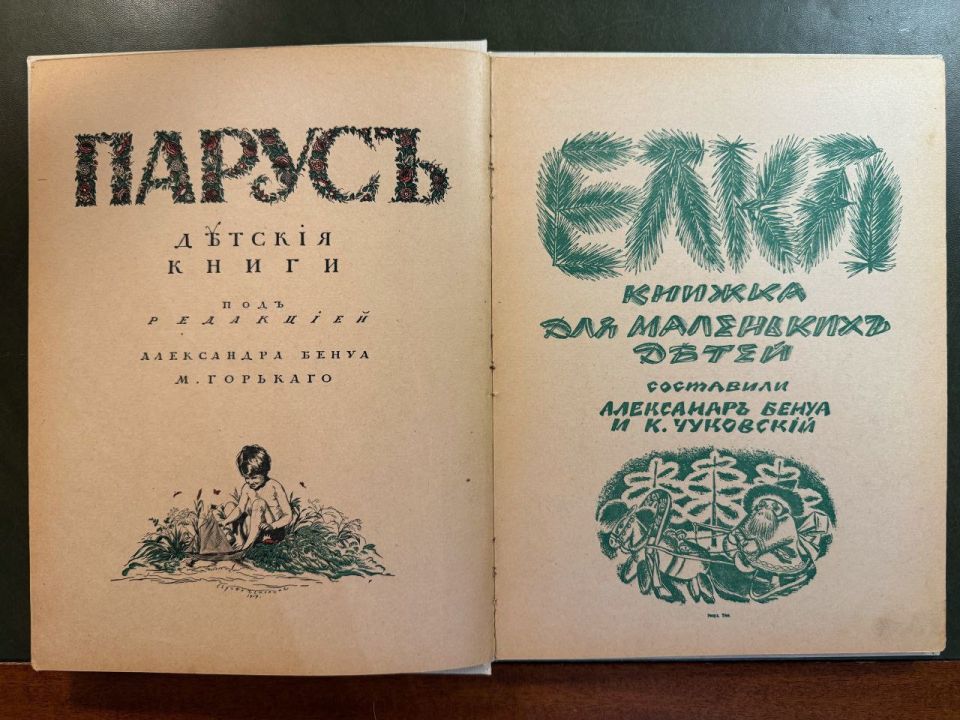 ПАРУСЪ
ДѢТСКІЯ
КНИГИ
ПОДЪ
РЕДАКЦІЕЙ
АЛЕКСАНДРА БЕНУА
М. ГОРЬКАГО
ЕЛКА
КНИЖКА
ДЛЯ МАЛЕНЬКИХЪ
ДѢТЕЙ
СОСТАВИЛИ
АЛЕКСАНДРЪ БЕНУА
И К. ЧУКОВСКІЙ